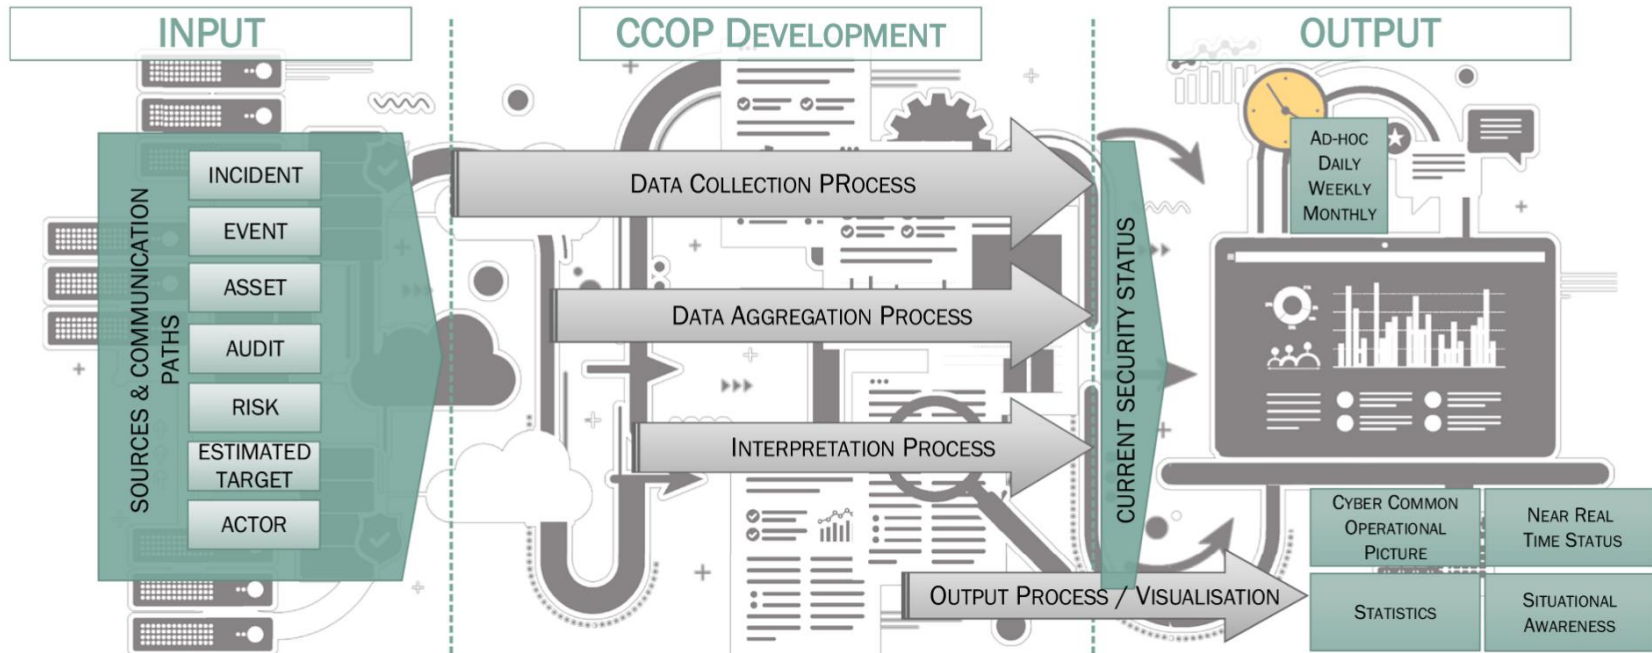 INPUT
CCOP DEVELOPMENT
OUTPUT
SOURCES & COMMUNICATION
PATHS
INCIDENT
EVENT
ASSET
AUDIT
RISK
ESTIMATED
TARGET
ACTOR
DATA COLLECTION PROCESS
DATA AGGREGATION PROCESS
INTERPRETATION PROCESS
OUTPUT PROCESS / VISUALISATION
CURRENT SECURITY STATUS
AD-HOC
DAILY
WEEKLY
MONTHLY
CYBER COMMON
OPERATIONAL
PICTURE
NEAR REAL
TIME STATUS
STATISTICS
SITUATIONAL
AWARENESS